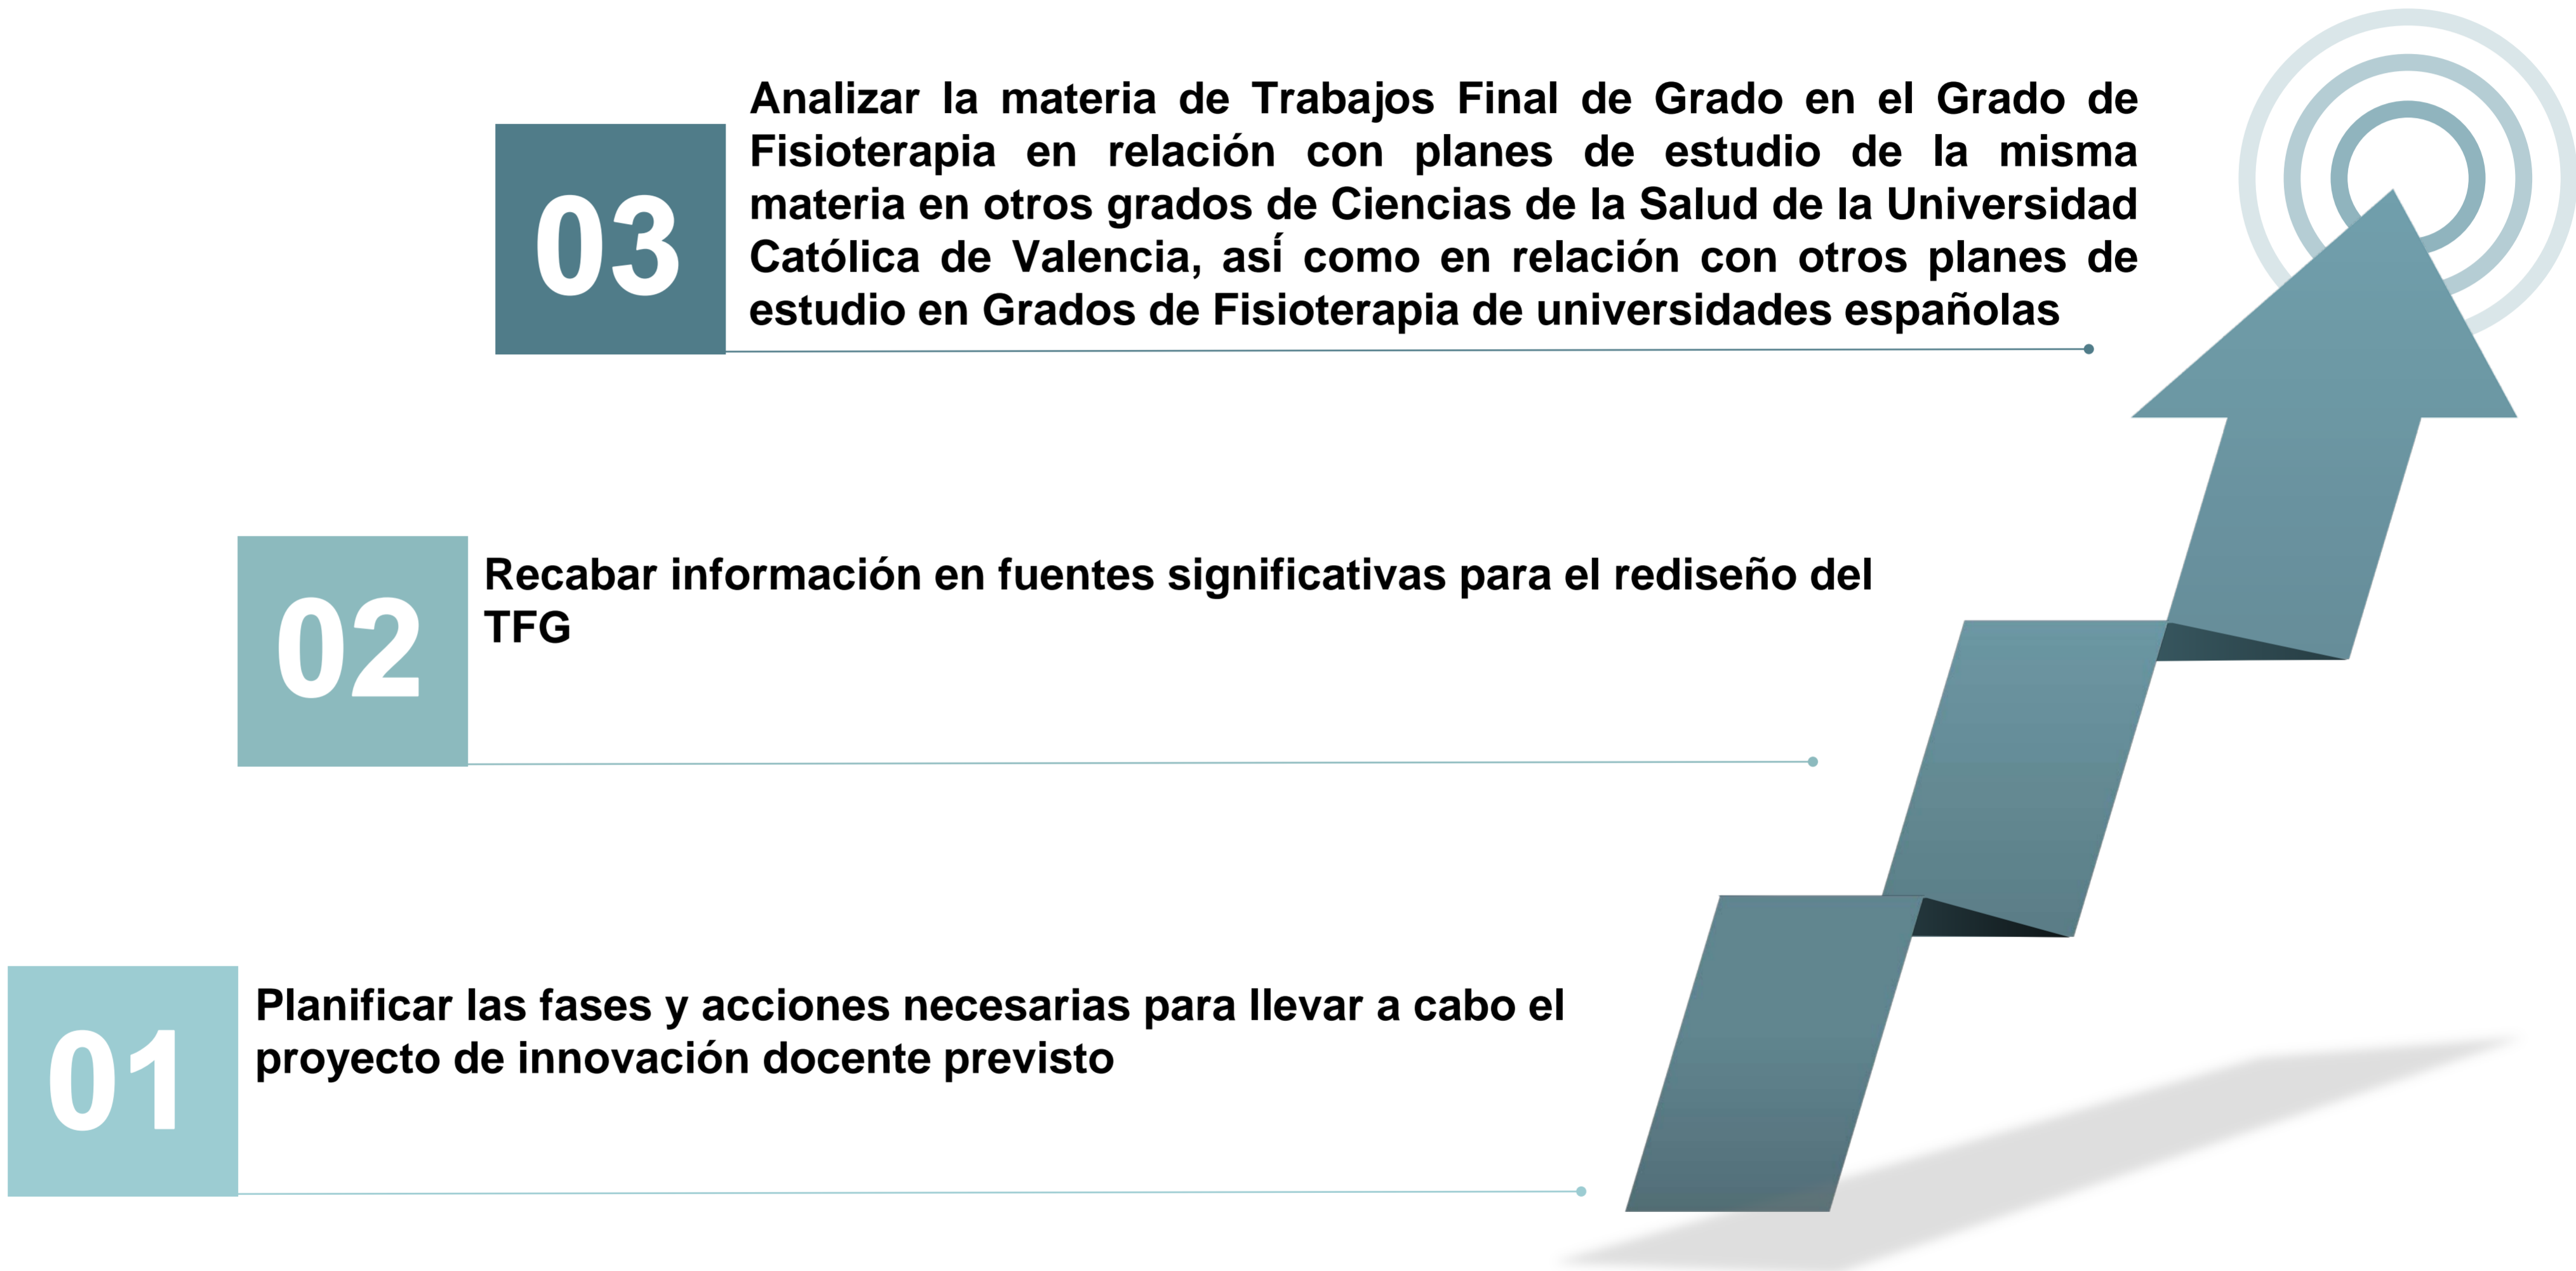 03
Analizar la materia de Trabajos Final de Grado en el Grado de
Fisioterapia en relación con planes de estudio de la misma
materia en otros grados de Ciencias de la Salud de la Universidad
Católica de Valencia, así como en relación con otros planes de
estudio en Grados de Fisioterapia de universidades españolas
02
Recabar información en fuentes significativas para el rediseño del
TFG
01
Planificar las fases y acciones necesarias para llevar a cabo el
proyecto de innovación docente previsto